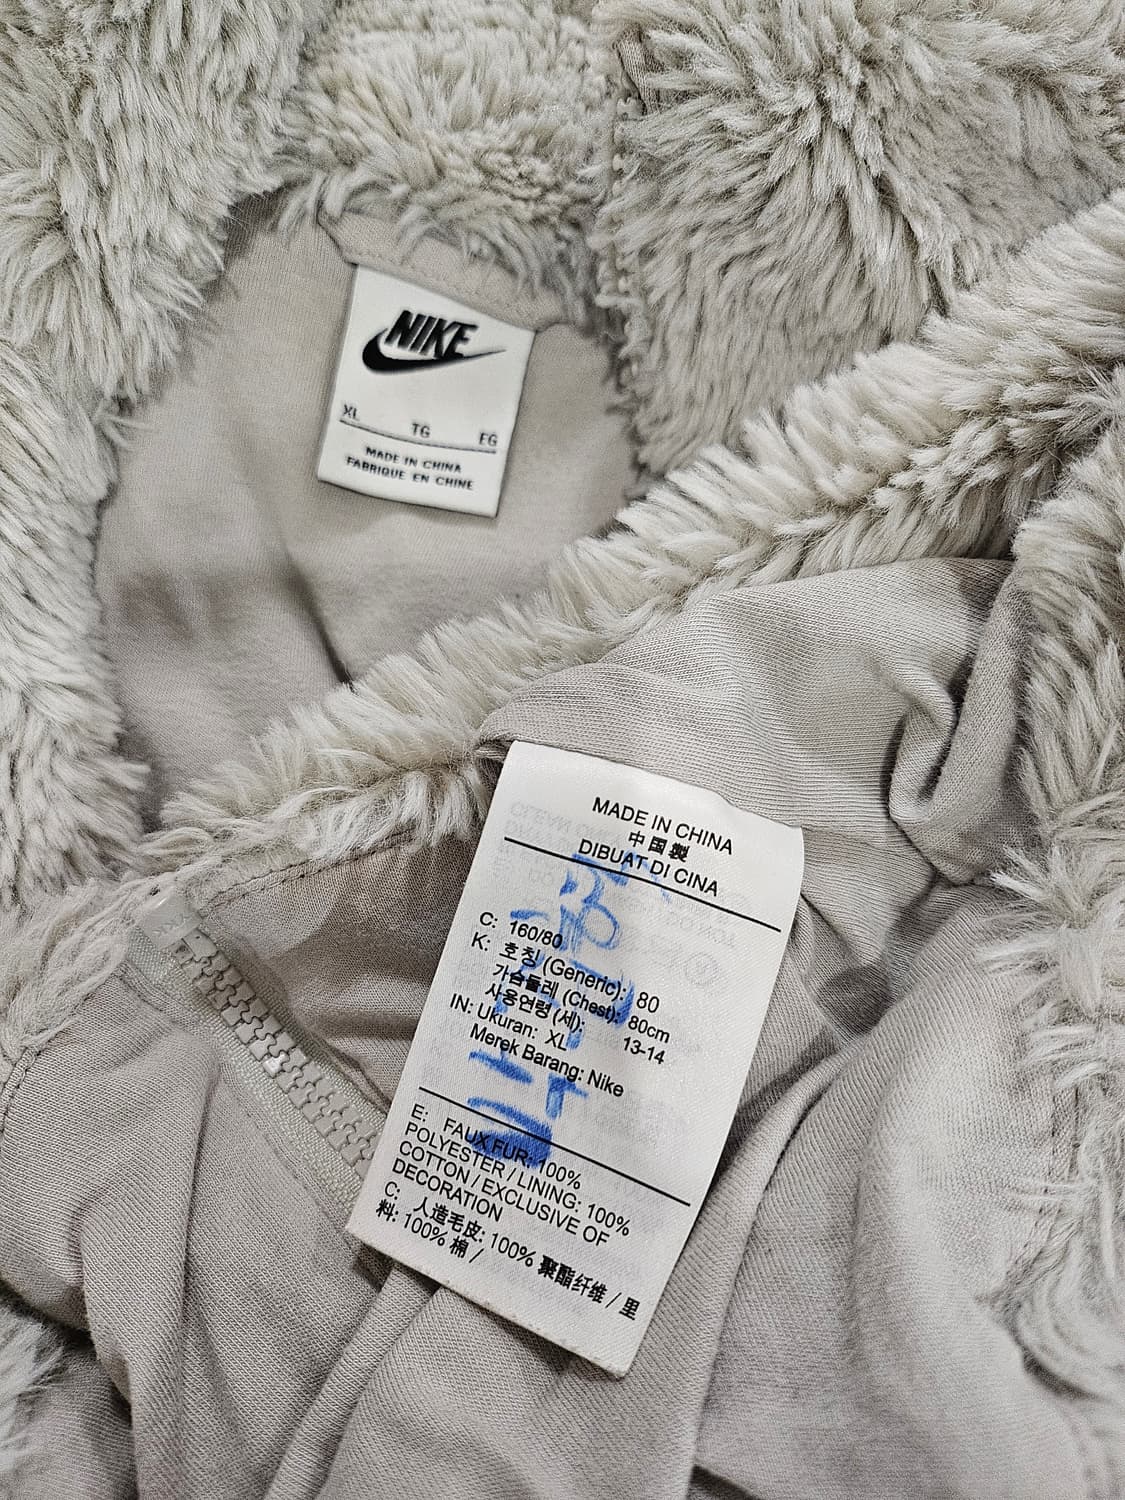 NIKE
XL TG EG
MADE IN CHINA
FABRIQUE EN CHINE
MADE IN CHINA
中国製
DIBUAT DI CINA
C: 160/80
K: 호칭 (Generic): 80
가슴둘레 (Chest): 80cm
사용연령 (세): 13-14
IN: Ukuran: XL
Merek Barang: Nike
E: FAUX FUR: 100%
POLYESTER / LINING: 100%
COTTON / EXCLUSIVE OF
DECORATION
C: 人造毛皮: 100% 聚酯纤维 / 里
料: 100% 棉 /